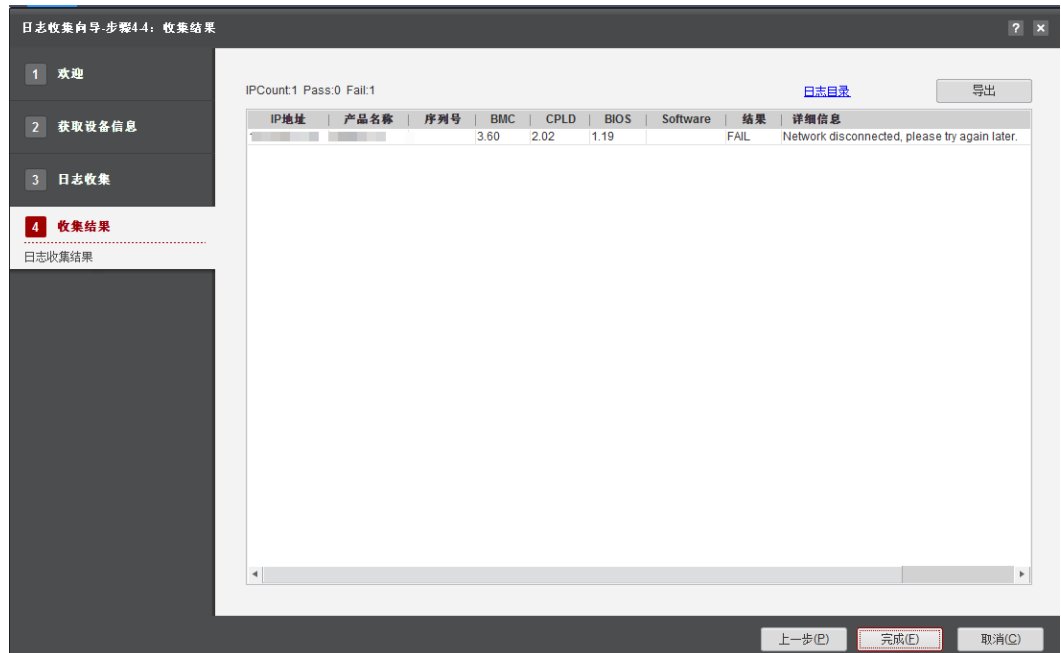 日志收集向导-步骤4-4：收集结果
? ×
1 欢迎
2 获取设备信息
3 日志收集
4 收集结果
日志收集结果
IPCount:1 Pass:0 Fail:1 日志目录 导出
IP地址 产品名称 序列号 BMC CPLD BIOS Software 结果 详细信息
3.60 2.02 1.19 FAIL Network disconnected, please try again later.
上一步(P) 完成(F) 取消(C)